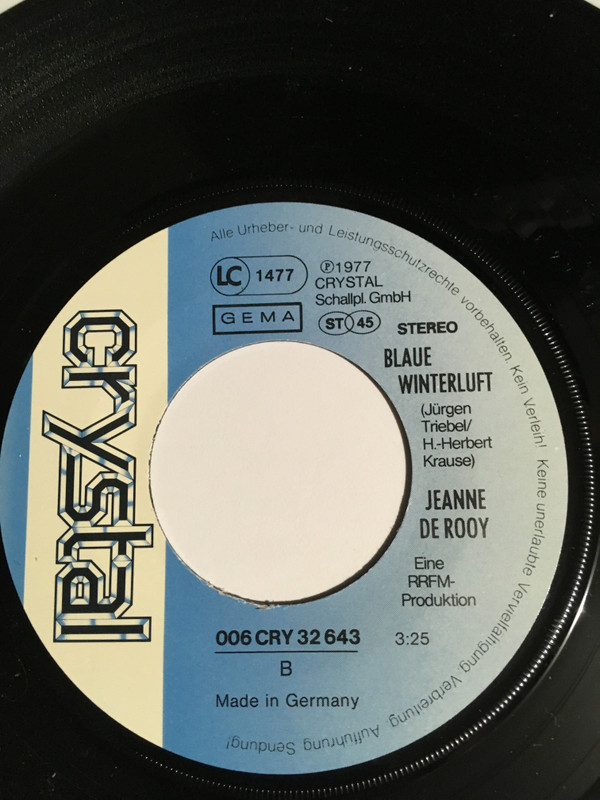 Alle Urheber- und Leistungsschutzrechte vorbehalten. Kein Verleih! Keine unerlaubte Vervielfältigung, Verbreitung, Aufführung, Sendung!
crystal
LC 1477
GEMA
℗1977
CRYSTAL
Schallpl. GmbH
ST 45
STEREO
BLAUE
WINTERLUFT
(Jürgen
Triebel/
H.-Herbert
Krause)
JEANNE
DE ROOY
Eine
RRFM-
Produktion
006 CRY 32 643
3:25
B
Made in Germany